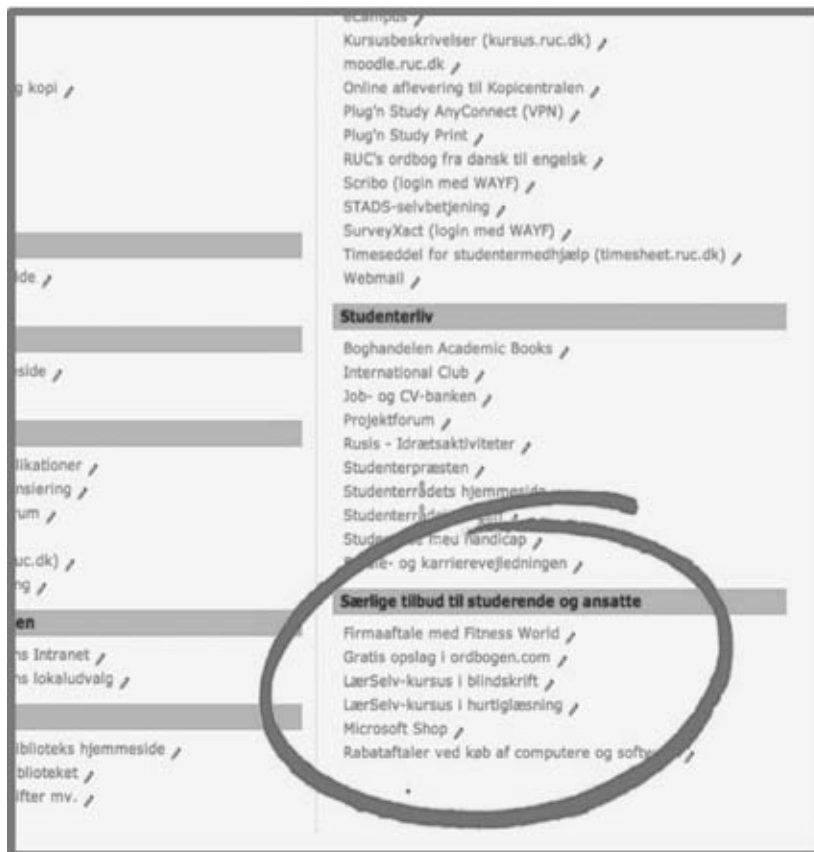 g kopi
ide
side
likationer
nsiering
um
uc.dk)
ng
en
ns Intranet
ns lokaludvalg
iblioteks hjemmeside
blioteket
ifter mv.
eCampus
Kursusbeskrivelser (kursus.ruc.dk)
moodle.ruc.dk
Online aflevering til Kopicentralen
Plug'n Study AnyConnect (VPN)
Plug'n Study Print
RUC's ordbog fra dansk til engelsk
Scribo (login med WAYF)
STADS-selvbetjening
SurveyXact (login med WAYF)
Timeseddel for studentermedhjælp (timesheet.ruc.dk)
Webmail
Studenterliv
Boghandelen Academic Books
International Club
Job- og CV-banken
Projektforum
Rusis - Idrætsaktiviteter
Studenterpræsten
Studenterrådets hjemmeside
Studenterrådets
med handicap
og karrierevejledningen
Særlige tilbud til studerende og ansatte
Firmaaftale med Fitness World
Gratis opslag i ordbogen.com
LærSelv-kursus i blindskrift
LærSelv-kursus i hurtiglæsning
Microsoft Shop
Rabataftaler ved køb af computere og softw